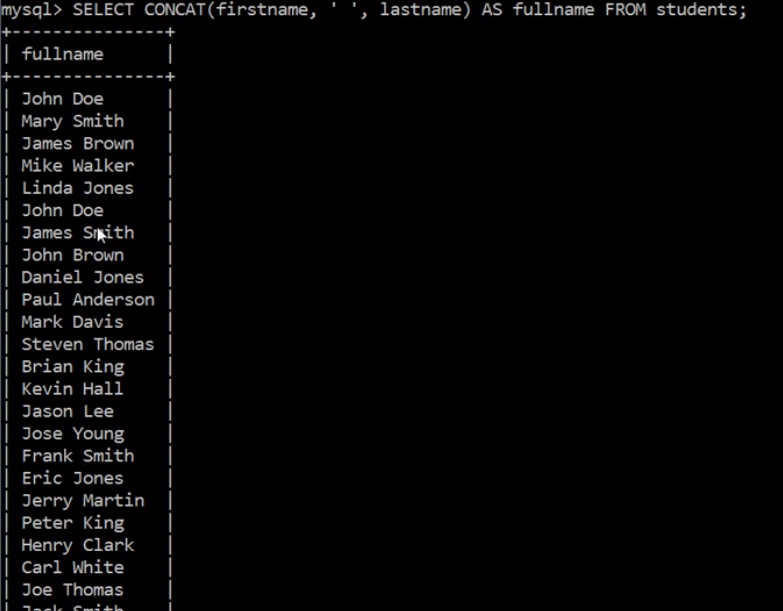 mysql> SELECT CONCAT(firstname, ' ', lastname) AS fullname FROM students;
+---------------+
| fullname      |
+---------------+
| John Doe      |
| Mary Smith    |
| James Brown   |
| Mike Walker   |
| Linda Jones   |
| John Doe      |
| James Smith   |
| John Brown    |
| Daniel Jones  |
| Paul Anderson |
| Mark Davis    |
| Steven Thomas |
| Brian King    |
| Kevin Hall    |
| Jason Lee     |
| Jose Young    |
| Frank Smith   |
| Eric Jones    |
| Jerry Martin  |
| Peter King    |
| Henry Clark   |
| Carl White    |
| Joe Thomas    |
| Jack Smith    |